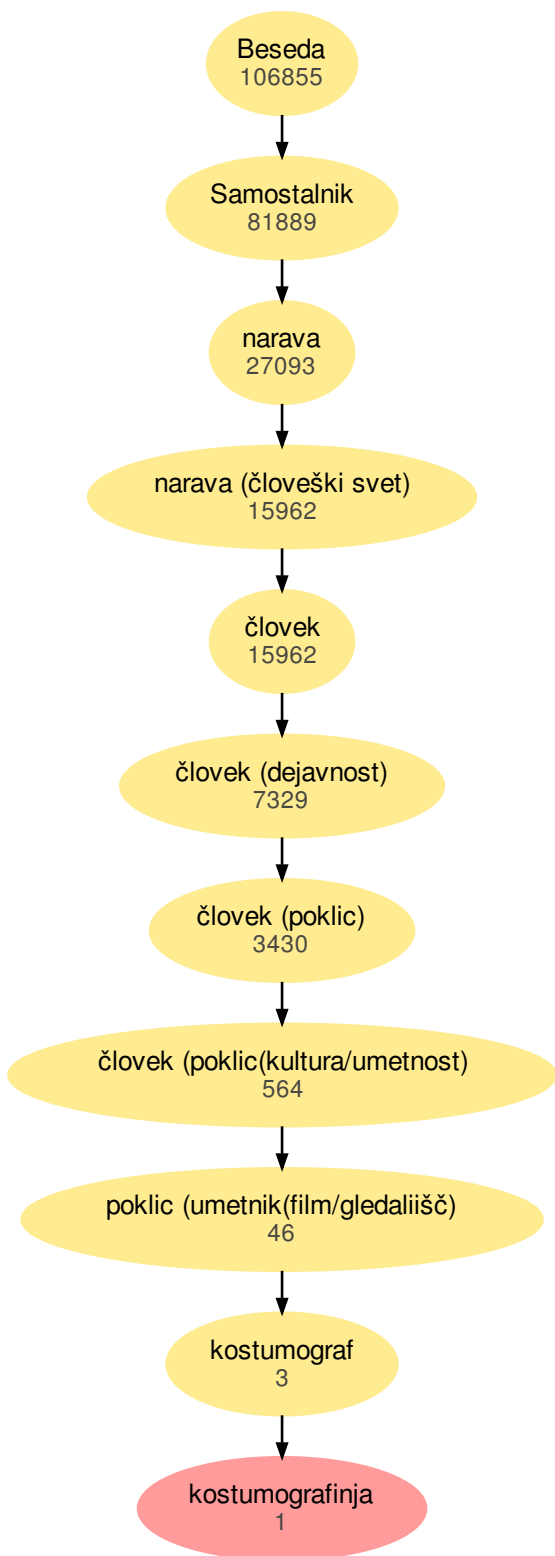 Beseda
106855
Samostalnik
81889
narava
27093
narava (človeški svet)
15962
človek
15962
človek (dejavnost)
7329
človek (poklic)
3430
človek (poklic(kultura/umetnost)
564
poklic (umetnik(film/gledaliišč)
46
kostumograf
3
kostumografinja
1